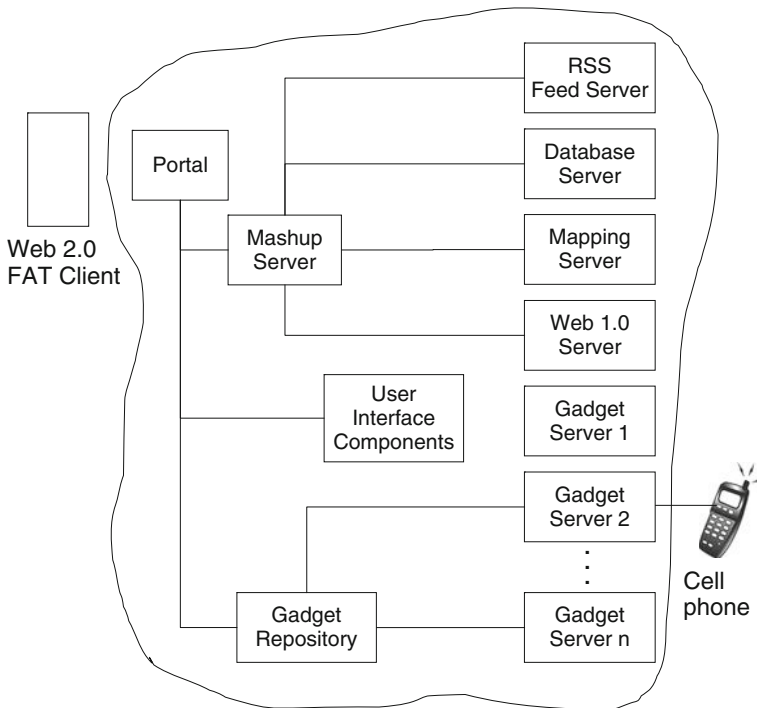 RSS
Feed Server
Portal
Database
Server
Web 2.0
FAT Client
Mashup
Server
Mapping
Server
Web 1.0
Server
User
Interface
Components
Gadget
Server 1
Gadget
Server 2
Cell
phone
Gadget
Repository
Gadget
Server n